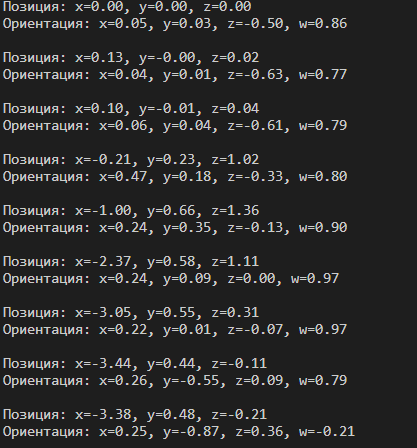 Позиция: x=0.00, y=0.00, z=0.00
Ориентация: x=0.05, y=0.03, z=-0.50, w=0.86
Позиция: x=0.13, y=-0.00, z=0.02
Ориентация: x=0.04, y=0.01, z=-0.63, w=0.77
Позиция: x=0.10, y=-0.01, z=0.04
Ориентация: x=0.06, y=0.04, z=-0.61, w=0.79
Позиция: x=-0.21, y=0.23, z=1.02
Ориентация: x=0.47, y=0.18, z=-0.33, w=0.80
Позиция: x=-1.00, y=0.66, z=1.36
Ориентация: x=0.24, y=0.35, z=-0.13, w=0.90
Позиция: x=-2.37, y=0.58, z=1.11
Ориентация: x=0.24, y=0.09, z=0.00, w=0.97
Позиция: x=-3.05, y=0.55, z=0.31
Ориентация: x=0.22, y=0.01, z=-0.07, w=0.97
Позиция: x=-3.44, y=0.44, z=-0.11
Ориентация: x=0.26, y=-0.55, z=0.09, w=0.79
Позиция: x=-3.38, y=0.48, z=-0.21
Ориентация: x=0.25, y=-0.87, z=0.36, w=-0.21